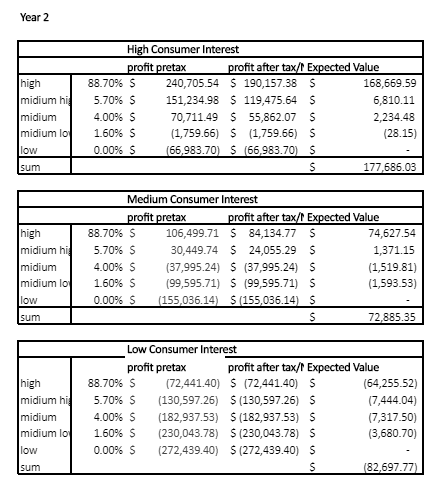 Year 2
High Consumer Interest
profit pretax profit after tax/l Expected Value
high 88.70% $ 240,705.54 $ 190,157.38 $ 168,669.59
midium hig 5.70% $ 151,234.98 $ 119,475.64 $ 6,810.11
midium 4.00% $ 70,711.49 $ 55,862.07 $ 2,234.48
midium lo 1.60% $ (1,759.66) $ (1,759.66) $ (28.15)
low 0.00% $ (66,983.70) $ (66,983.70) $ -
sum $ 177,686.03
Medium Consumer Interest
profit pretax profit after tax/l Expected Value
high 88.70% $ 106,499.71 $ 84,134.77 $ 74,627.54
midium hig 5.70% $ 30,449.74 $ 24,055.29 $ 1,371.15
midium 4.00% $ (37,995.24) $ (37,995.24) $ (1,519.81)
midium lo 1.60% $ (99,595.71) $ (99,595.71) $ (1,593.53)
low 0.00% $ (155,036.14) $ (155,036.14) $ -
sum $ 72,885.35
Low Consumer Interest
profit pretax profit after tax/l Expected Value
high 88.70% $ (72,441.40) $ (72,441.40) $ (64,255.52)
midium hig 5.70% $ (130,597.26) $ (130,597.26) $ (7,444.04)
midium 4.00% $ (182,937.53) $ (182,937.53) $ (7,317.50)
midium lo 1.60% $ (230,043.78) $ (230,043.78) $ (3,680.70)
low 0.00% $ (272,439.40) $ (272,439.40) $ -
sum $ (82,697.77)